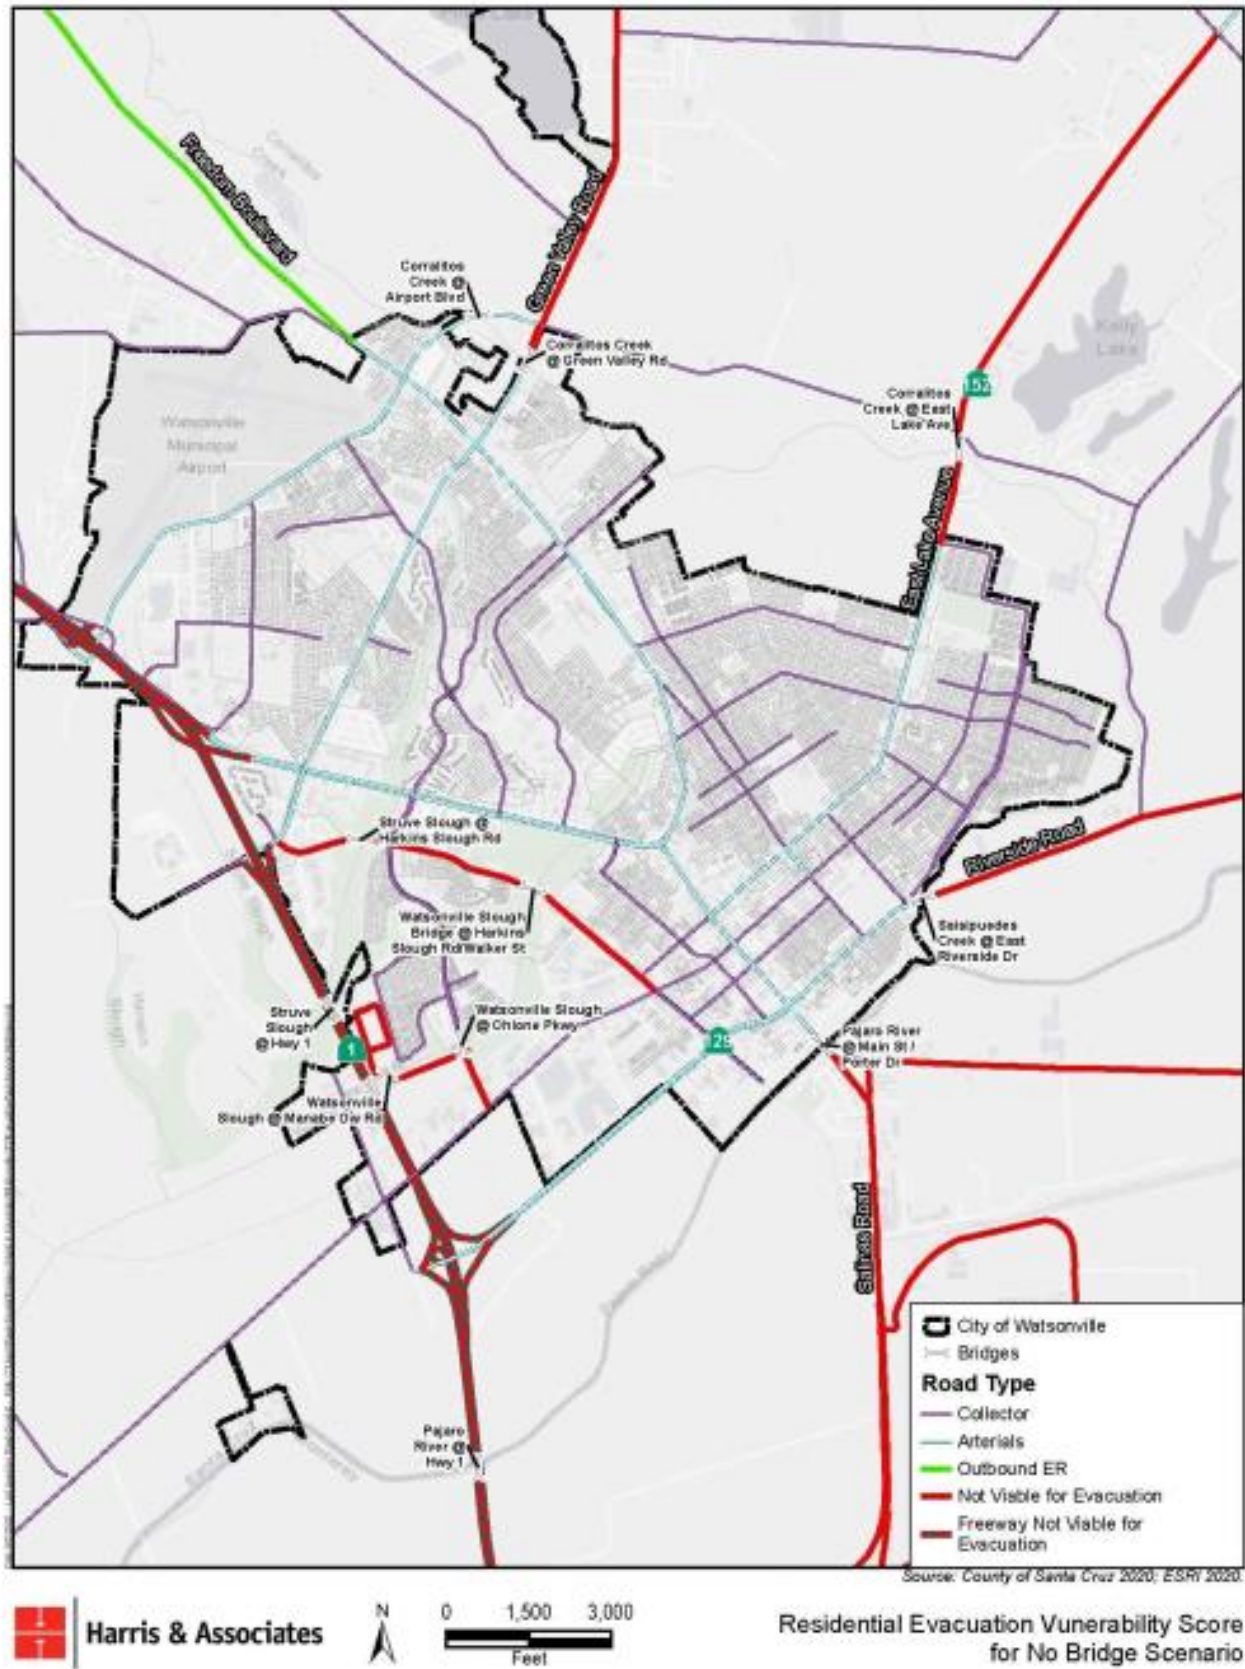 Freedom Boulevard
Green Valley Road
Corralitos
Creek @
Airport Blvd
Corralitos Creek
@ Green Valley Rd
Kelly
Lake
152
Corralitos
Creek @ East
Lake Ave
Watsonville
Municipal
Airport
East Lake Avenue
Struve Slough @
Harkins Slough Rd
Riverside Road
Watsonville Slough
Bridge @ Harkins
Slough Rd/Walker St
Salsipuedes
Creek @ East
Riverside Dr
Struve
Slough
@ Hwy 1
Watsonville Slough
@ Ohlone Pkwy
1
129
Pajaro River
@ Main St /
Porter Dr
Watsonville
Slough @ Manabe Ow Rd
Salinas Road
Pajaro
River @
Hwy 1
City of Watsonville
Bridges
Road Type
Collector
Arterials
Outbound ER
Not Viable for Evacuation
Freeway Not Viable for
Evacuation
Source: County of Santa Cruz 2020; ESRI 2020.
Harris & Associates
N
0 1,500 3,000
Feet
Residential Evacuation Vunerability Score
for No Bridge Scenario